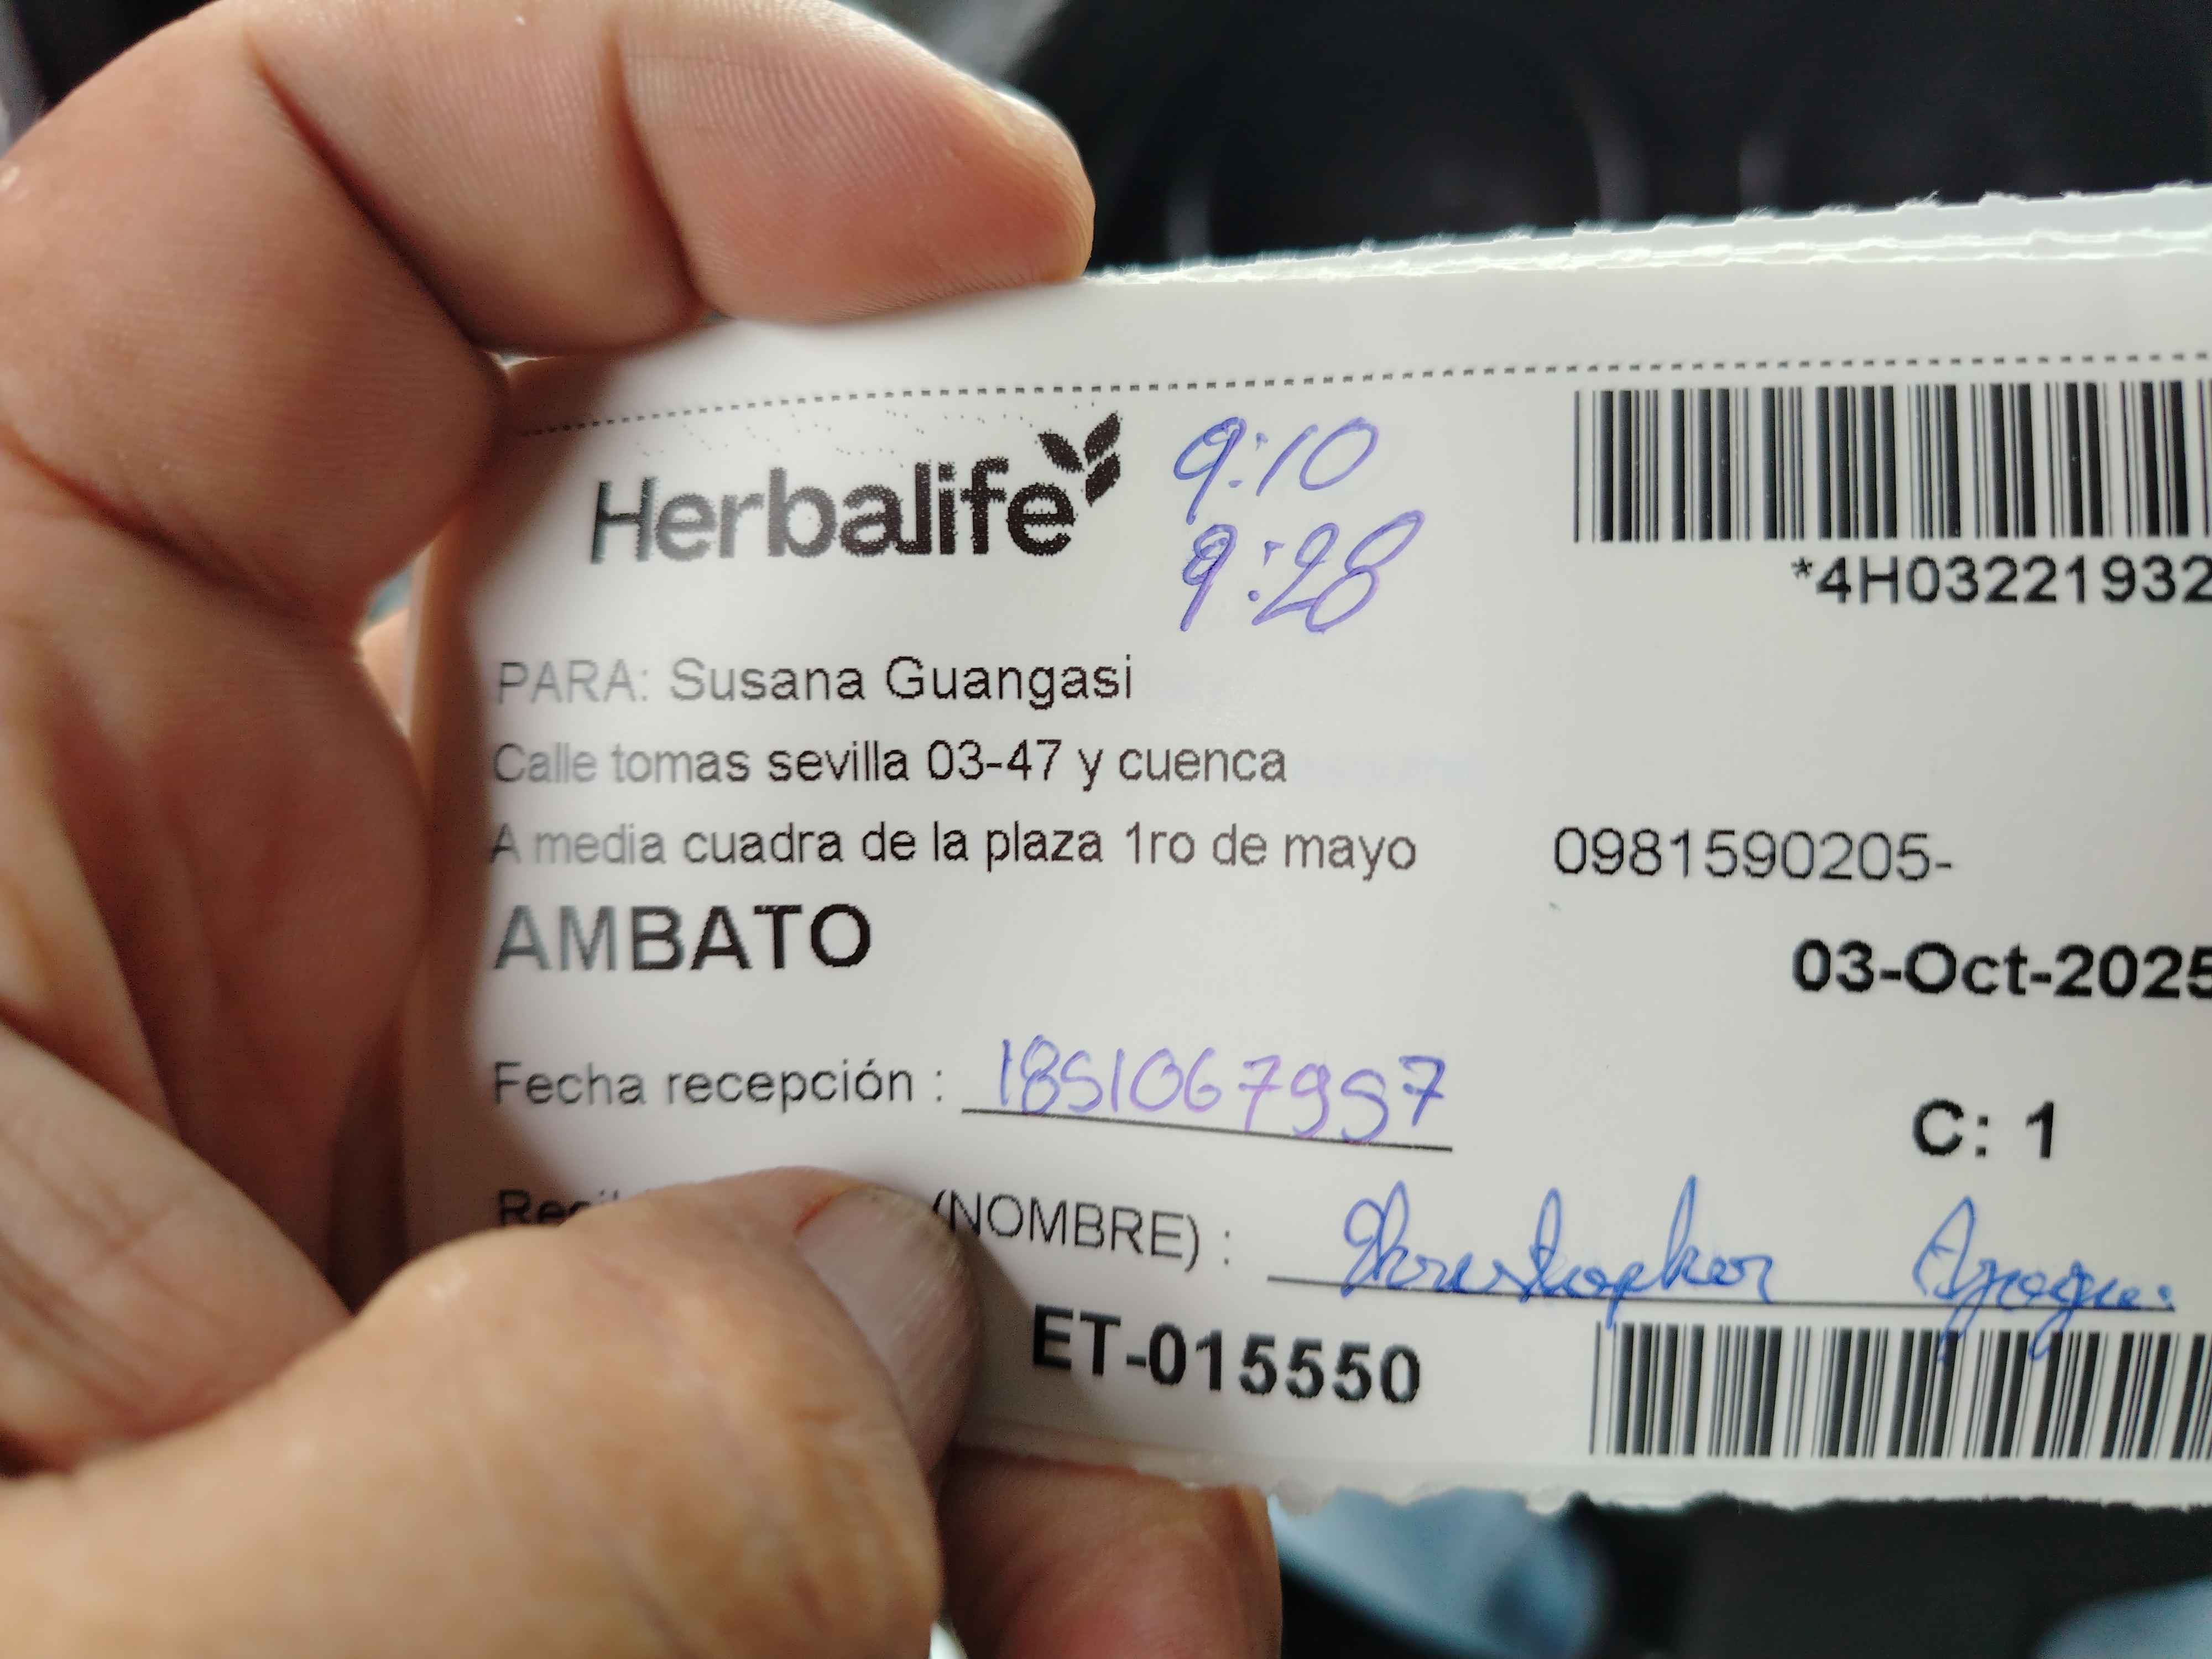 Herbalife 9:10
9:28
*4H03221932
PARA: Susana Guangasi
Calle tomas sevilla 03-47 y cuenca
A media cuadra de la plaza 1ro de mayo 0981590205-
AMBATO
03-Oct-2025
Fecha recepción : 1851067957
C: 1
(NOMBRE) :
ET-015550